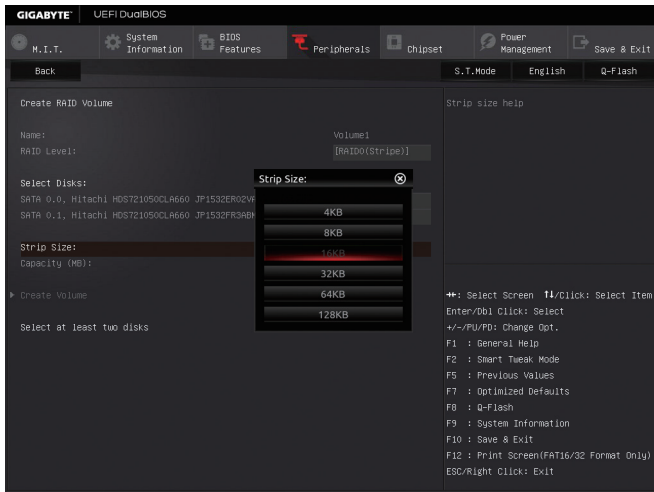 GIGABYTE™ UEFI DualBIOS
M.I.T. System Information BIOS Features Peripherals Chipset Power Management Save & Exit
Back S.T.Mode English Q-Flash
Create RAID Volume
Strip size help
Name: Volume1
RAID Level: [RAID0(Stripe)]
Select Disks:
SATA 0.0, Hitachi HDS721050CLA660
SATA 0.1, Hitachi HDS721050CLA660
Strip Size:
Capacity (MB):
Create Volume
Select at least two disks
Strip Size:
4KB
8KB
16KB
32KB
64KB
128KB
→←: Select Screen ↑↓/Click: Select Item
Enter/Dbl Click: Select
+/-/PU/PD: Change Opt.
F1 : General Help
F2 : Smart Tweak Mode
F5 : Previous Values
F7 : Optimized Defaults
F8 : Q-Flash
F9 : System Information
F10 : Save & Exit
F12 : Print Screen(FAT16/32 Format Only)
ESC/Right Click: Exit